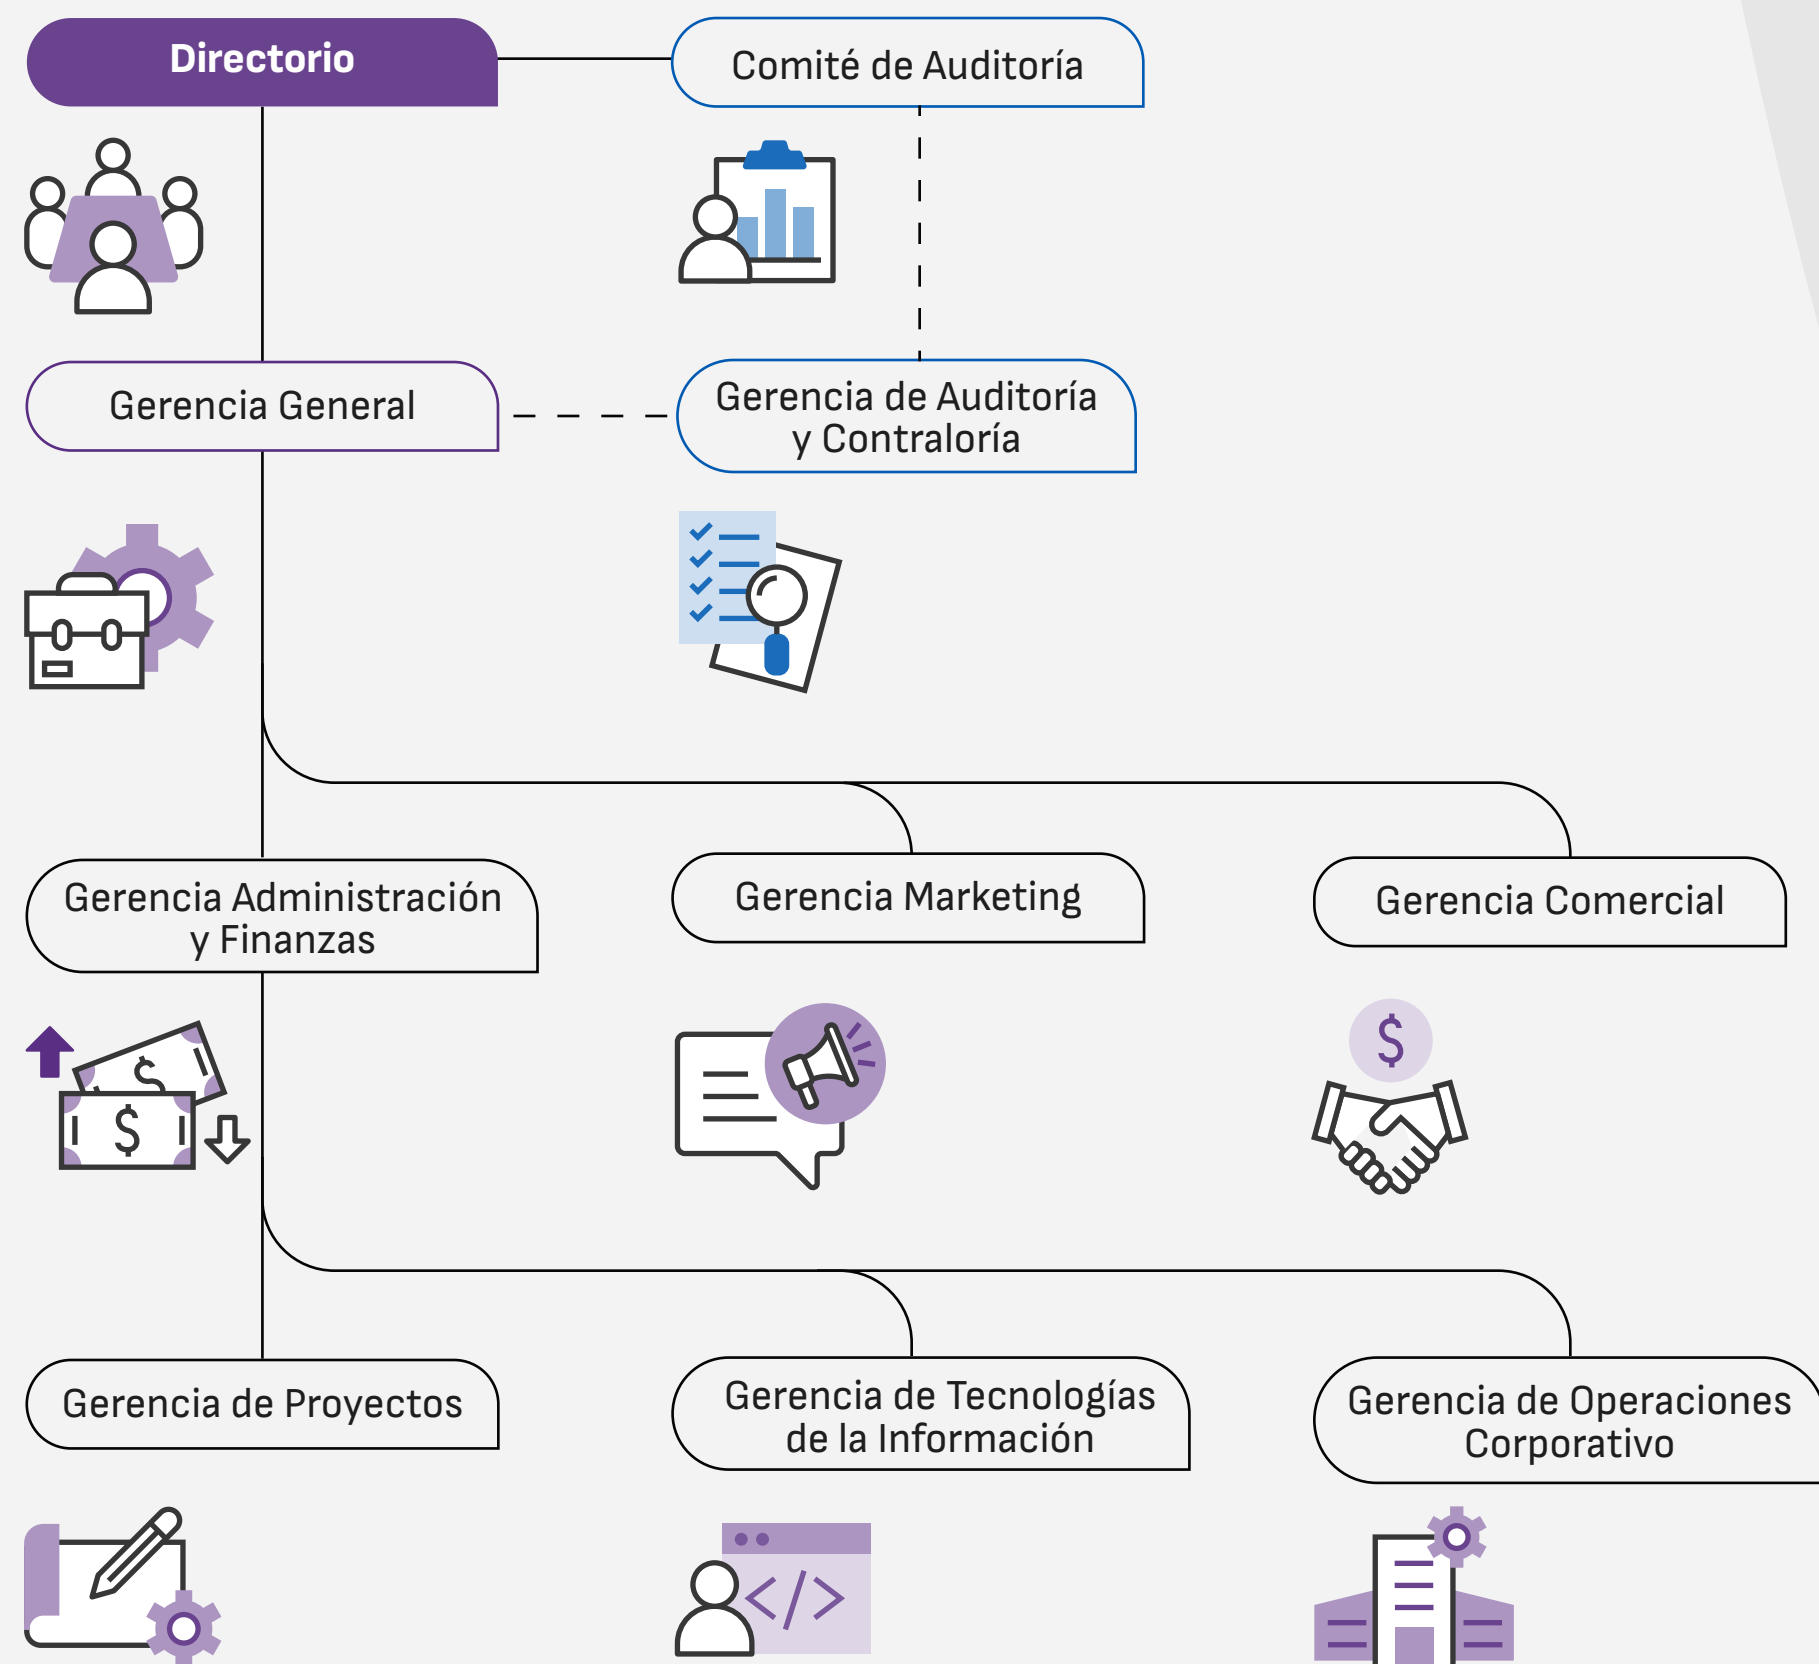 Directorio
Comité de Auditoría
Gerencia General
Gerencia de Auditoría
y Contraloría
Gerencia Administración
y Finanzas
Gerencia Marketing
Gerencia Comercial
$
$
$
Gerencia de Proyectos
Gerencia de Tecnologías
de la Información
Gerencia de Operaciones
Corporativo
</>